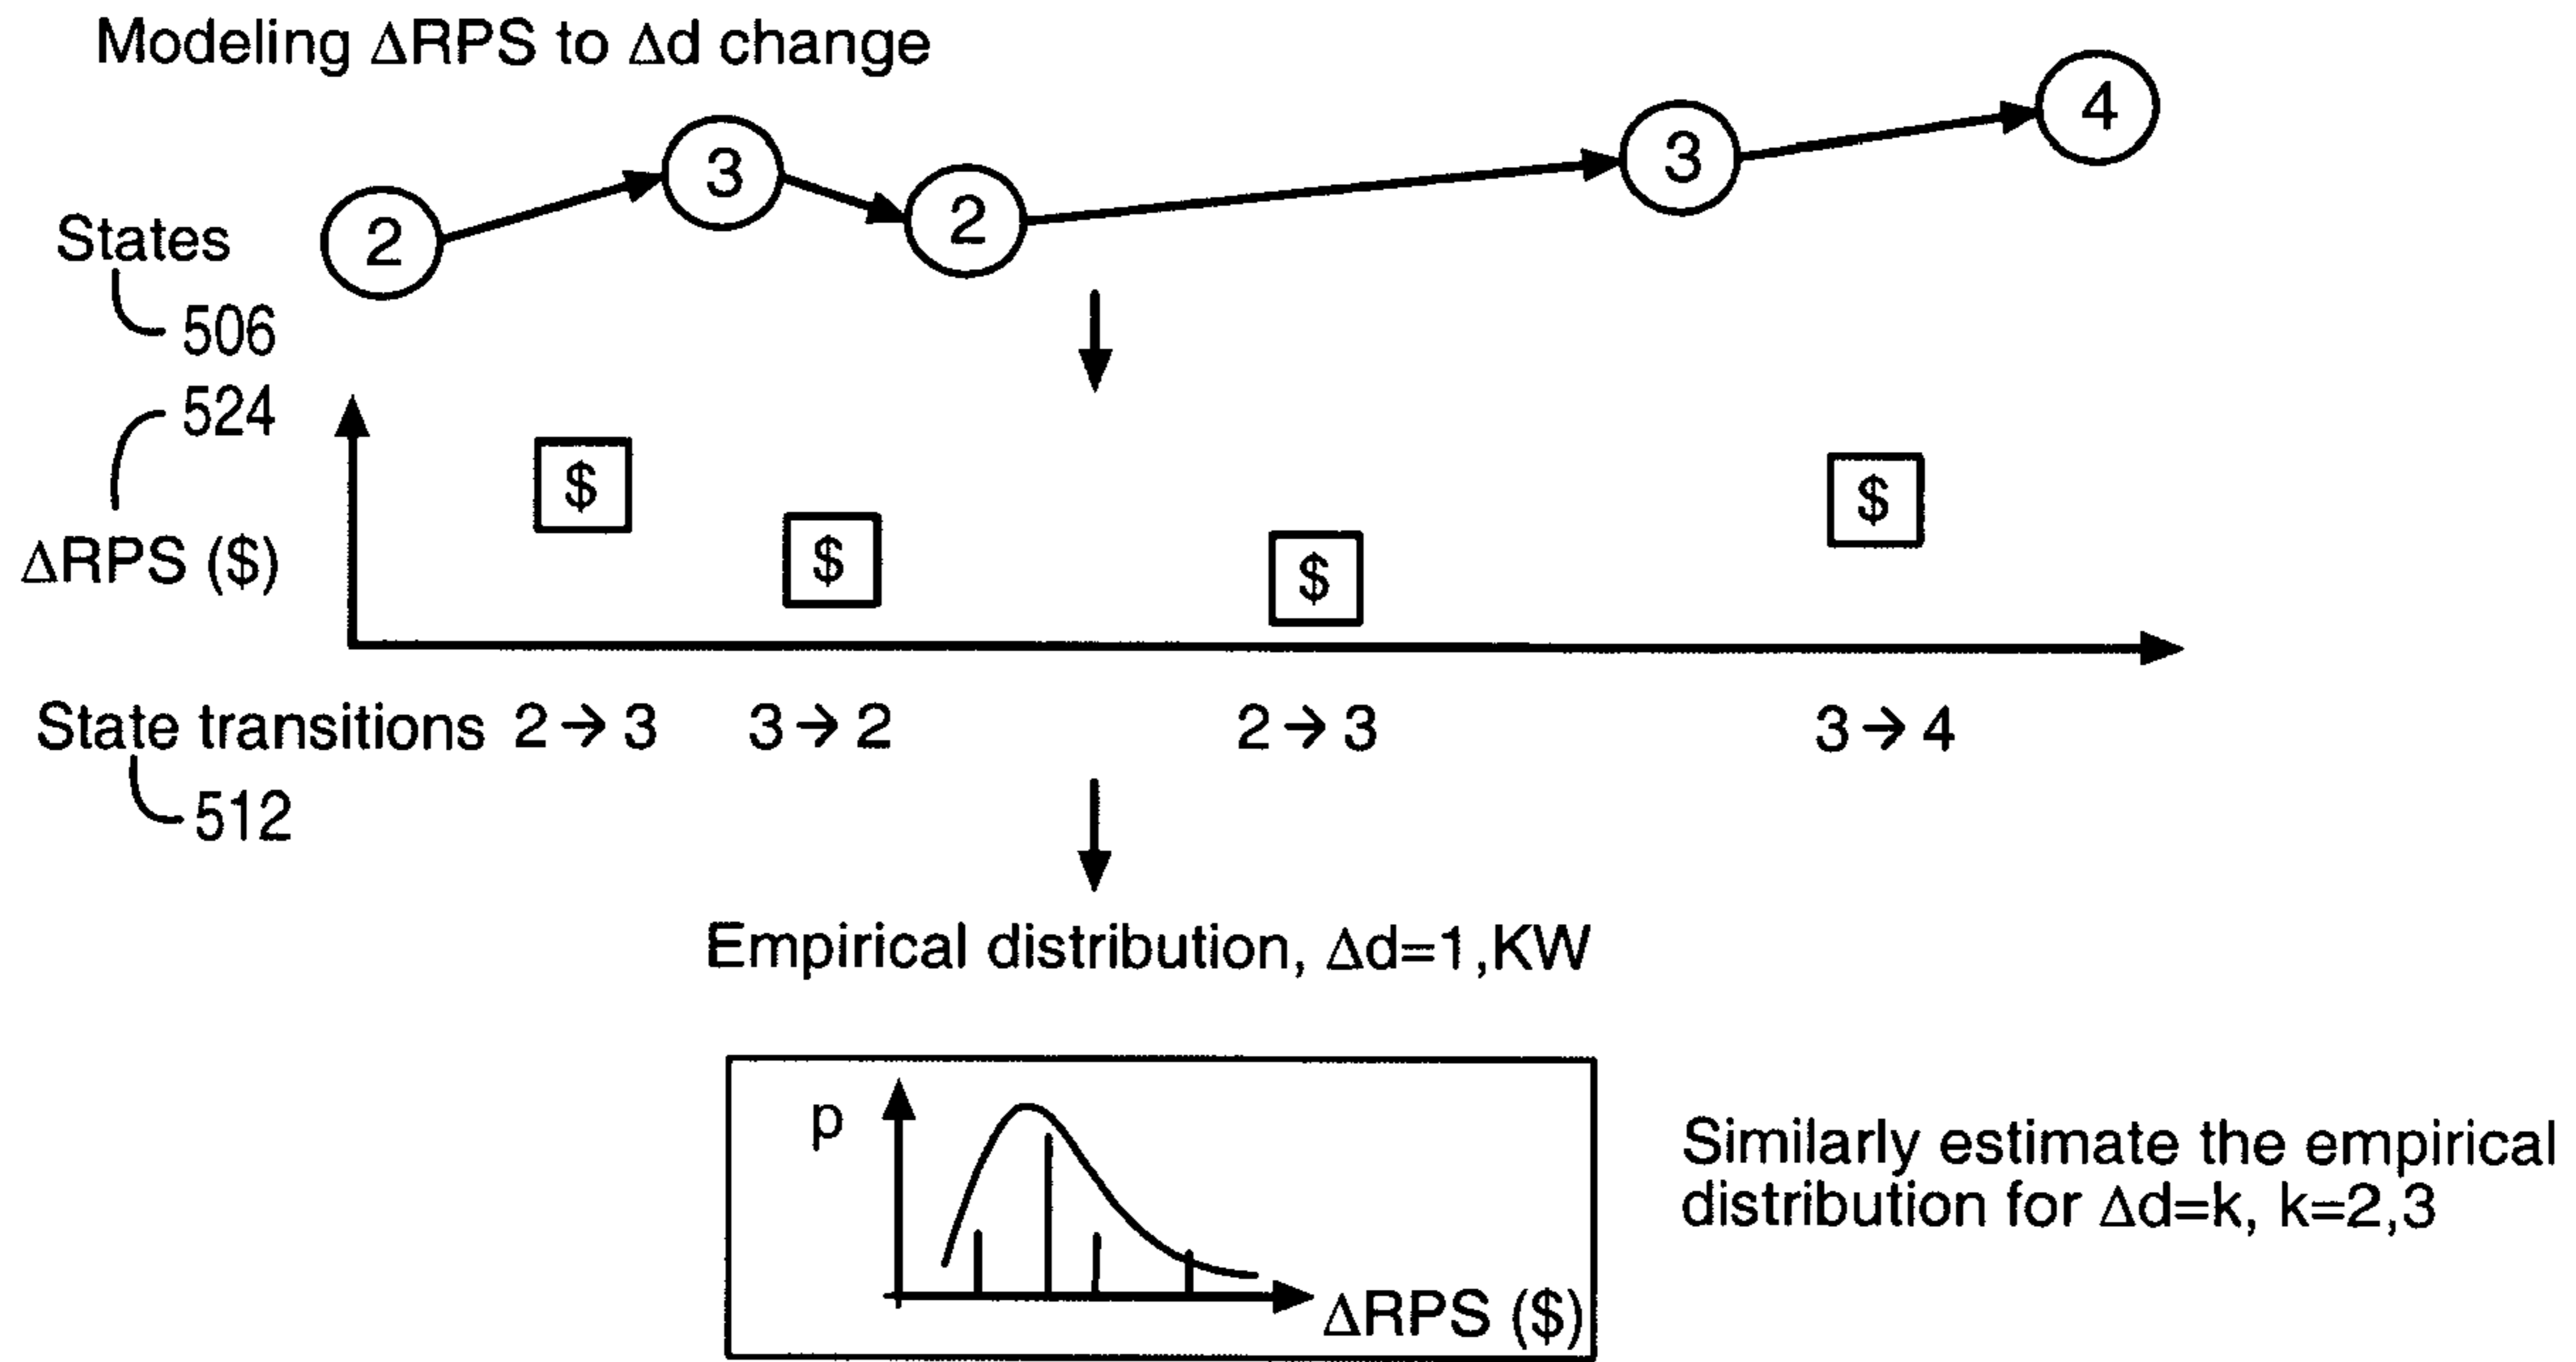 Modeling ΔRPS to Δd change
2 3 2 3 4
States
506
524
$ $ $ $
ΔRPS ($)
State transitions 2→3 3→2 2→3 3→4
512
Empirical distribution, Δd=1,KW
p
ΔRPS ($)
Similarly estimate the empirical
distribution for Δd=k, k=2,3